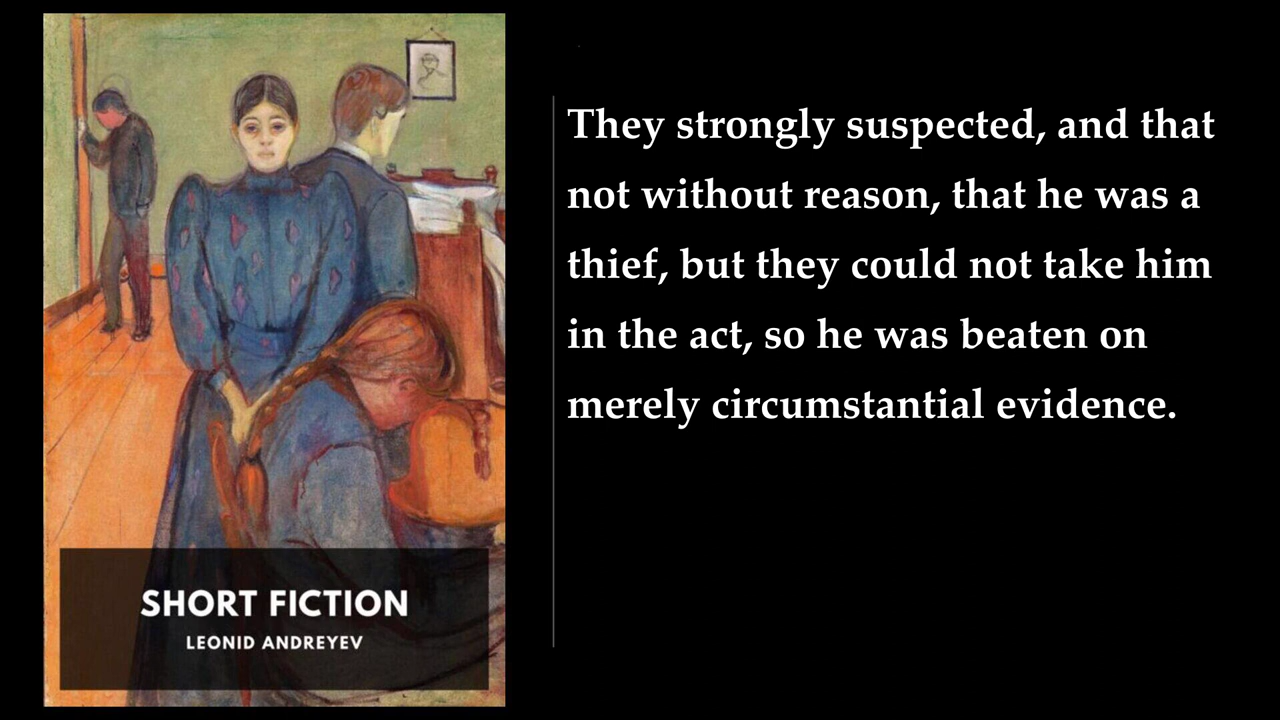 They strongly suspected, and that
not without reason, that he was a
thief, but they could not take him
in the act, so he was beaten on
merely circumstantial evidence.
SHORT FICTION
LEONID ANDREYEV